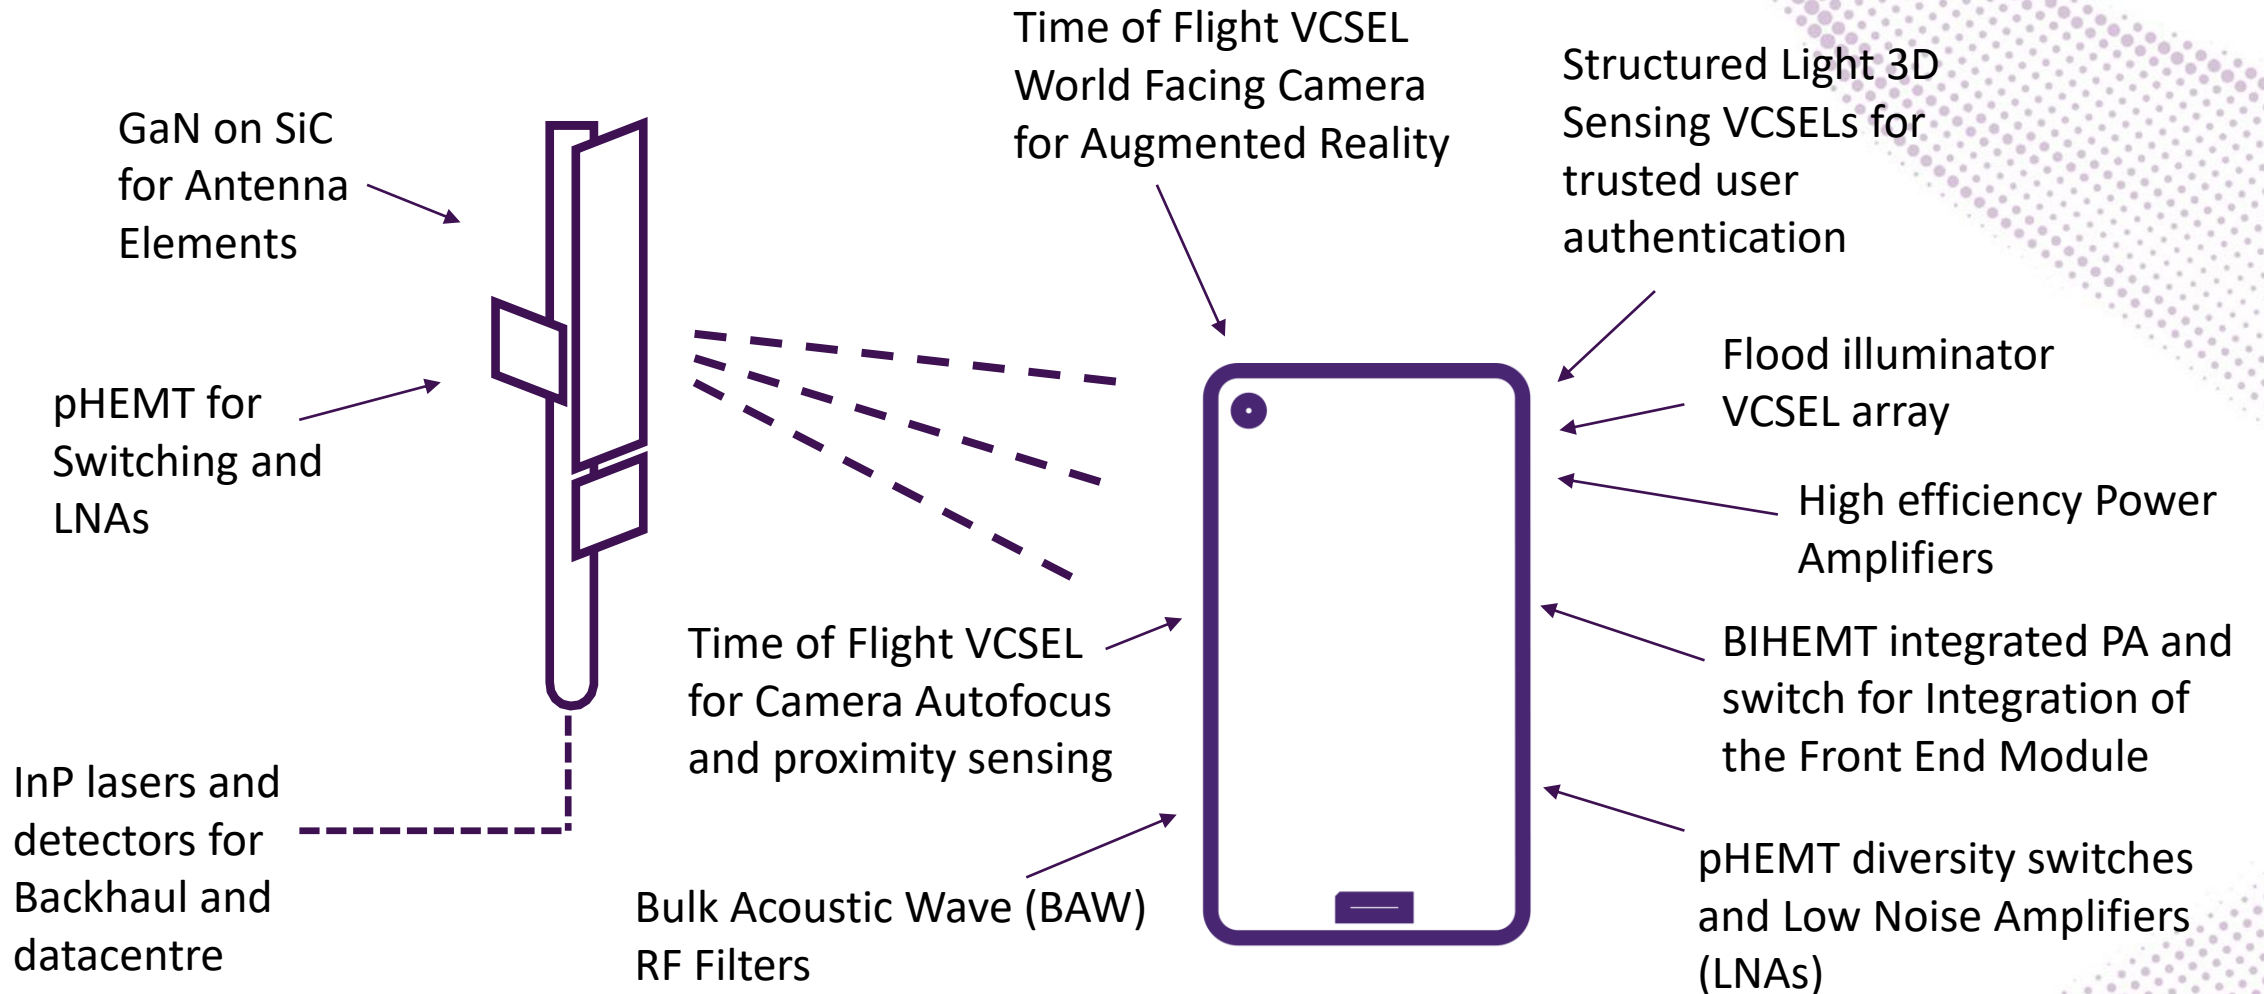 Time of Flight VCSEL
World Facing Camera
for Augmented Reality
Structured Light 3D
Sensing VCSELs for
trusted user
authentication
GaN on SiC
for Antenna
Elements
Flood illuminator
VCSEL array
pHEMT for
Switching and
LNAs
High efficiency Power
Amplifiers
Time of Flight VCSEL
for Camera Autofocus
and proximity sensing
BIHEMT integrated PA and
switch for Integration of
the Front End Module
InP lasers and
detectors for
Backhaul and
datacentre
Bulk Acoustic Wave (BAW)
RF Filters
pHEMT diversity switches
and Low Noise Amplifiers
(LNAs)